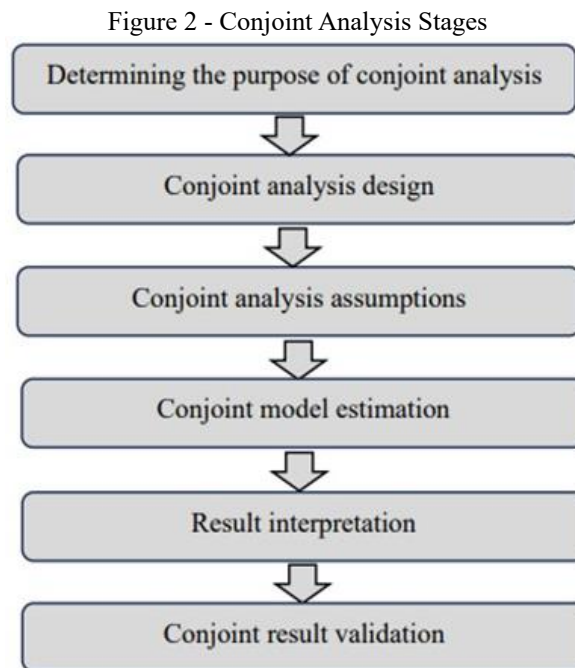 Figure 2 - Conjoint Analysis Stages
Determining the purpose of conjoint analysis
Conjoint analysis design
Conjoint analysis assumptions
Conjoint model estimation
Result interpretation
Conjoint result validation